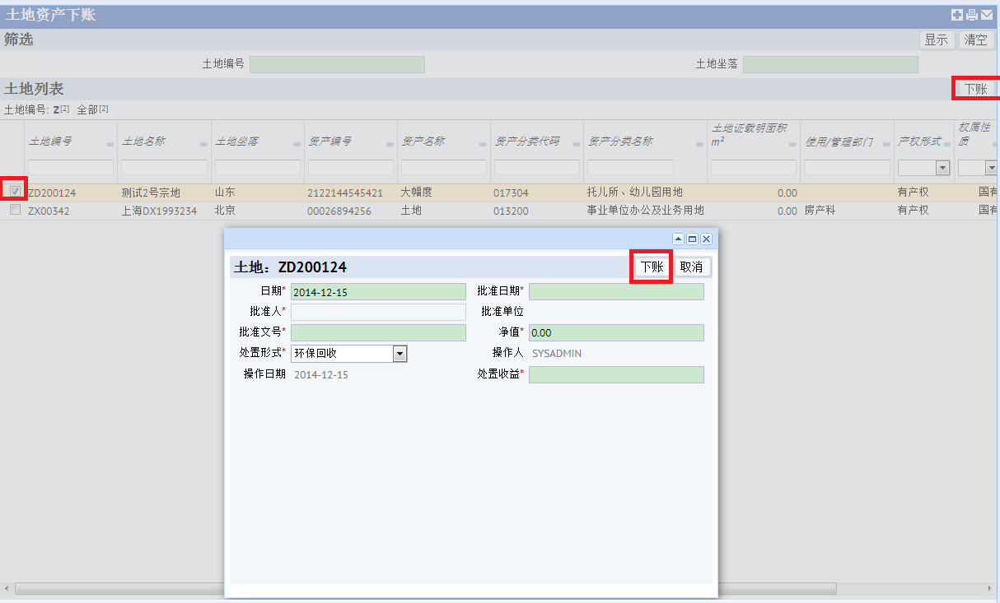 土地资产下账
筛选 显示 清空
土地编号 土地坐落
土地列表 下账
土地编号: Z[2] 全部[2]
土地编号 土地名称 土地坐落 资产编号 资产名称 资产分类代码 资产分类名称 土地证载明面积 m² 使用/管理部门 产权形式 权属性质
ZD200124 测试2号宗地 山东 2122144545421 大幅度 017304 托儿所、幼儿园用地 0.00 有产权 国有
ZX00342 上海DX1993234 北京 00026894256 土地 013200 事业单位办公及业务用地 0.00 房产科 有产权 国有
土地：ZD200124 下账 取消
日期* 2014-12-15 批准日期*
批准人* 批准单位
批准文号* 净值* 0.00
处置形式* 环保回收 操作人 SYSADMIN
操作日期 2014-12-15 处置收益*